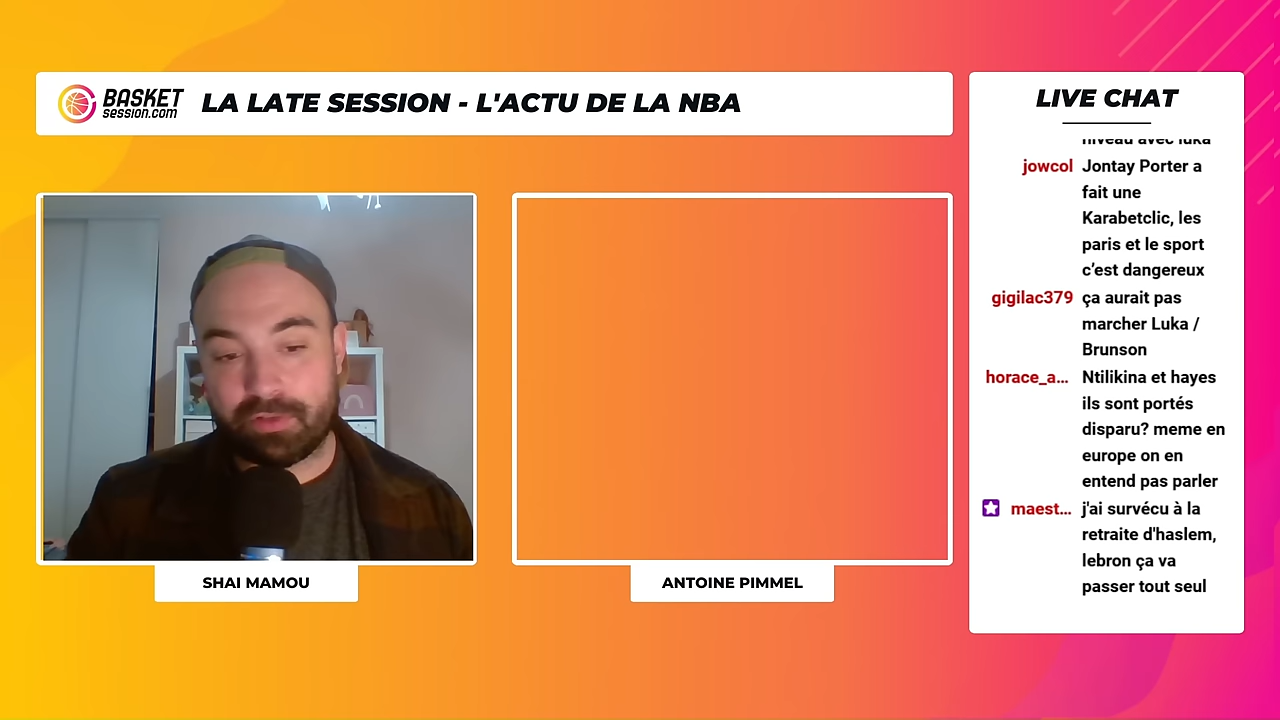 BASKET
session.com
LA LATE SESSION - L'ACTU DE LA NBA
SHAI MAMOU
ANTOINE PIMMEL
LIVE CHAT
niveau avec luka
jowcol Jontay Porter a
fait une
Karabetclic, les
paris et le sport
c'est dangereux
gigilac379 ça aurait pas
marcher Luka /
Brunson
horace_a... Ntilikina et hayes
ils sont portés
disparu? meme en
europe on en
entend pas parler
maest... j'ai survécu à la
retraite d'haslem,
lebron ça va
passer tout seul